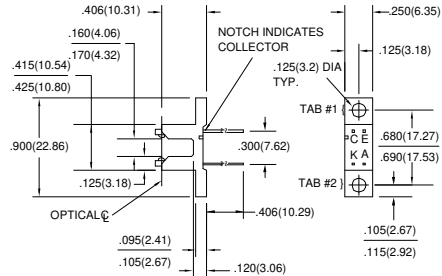 .406(10.31)
.250(6.35)
.160(4.06)
.170(4.32)
NOTCH INDICATES
COLLECTOR
.125(3.18)
.415(10.54)
.425(10.80)
.125(3.2) DIA
TYP.
TAB #1
C E
K A
.900(22.86)
.300(7.62)
.680(17.27)
.690(17.53)
.125(3.18)
TAB #2
OPTICAL ℄
.406(10.29)
.105(2.67)
.115(2.92)
.095(2.41)
.105(2.67)
.120(3.06)